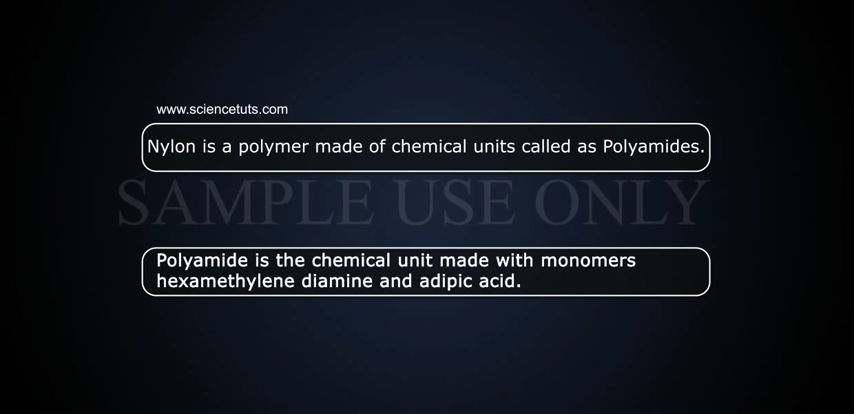 www.sciencetuts.com
Nylon is a polymer made of chemical units called as Polyamides.
SAMPLE USE ONLY
Polyamide is the chemical unit made with monomers
hexamethylene diamine and adipic acid.